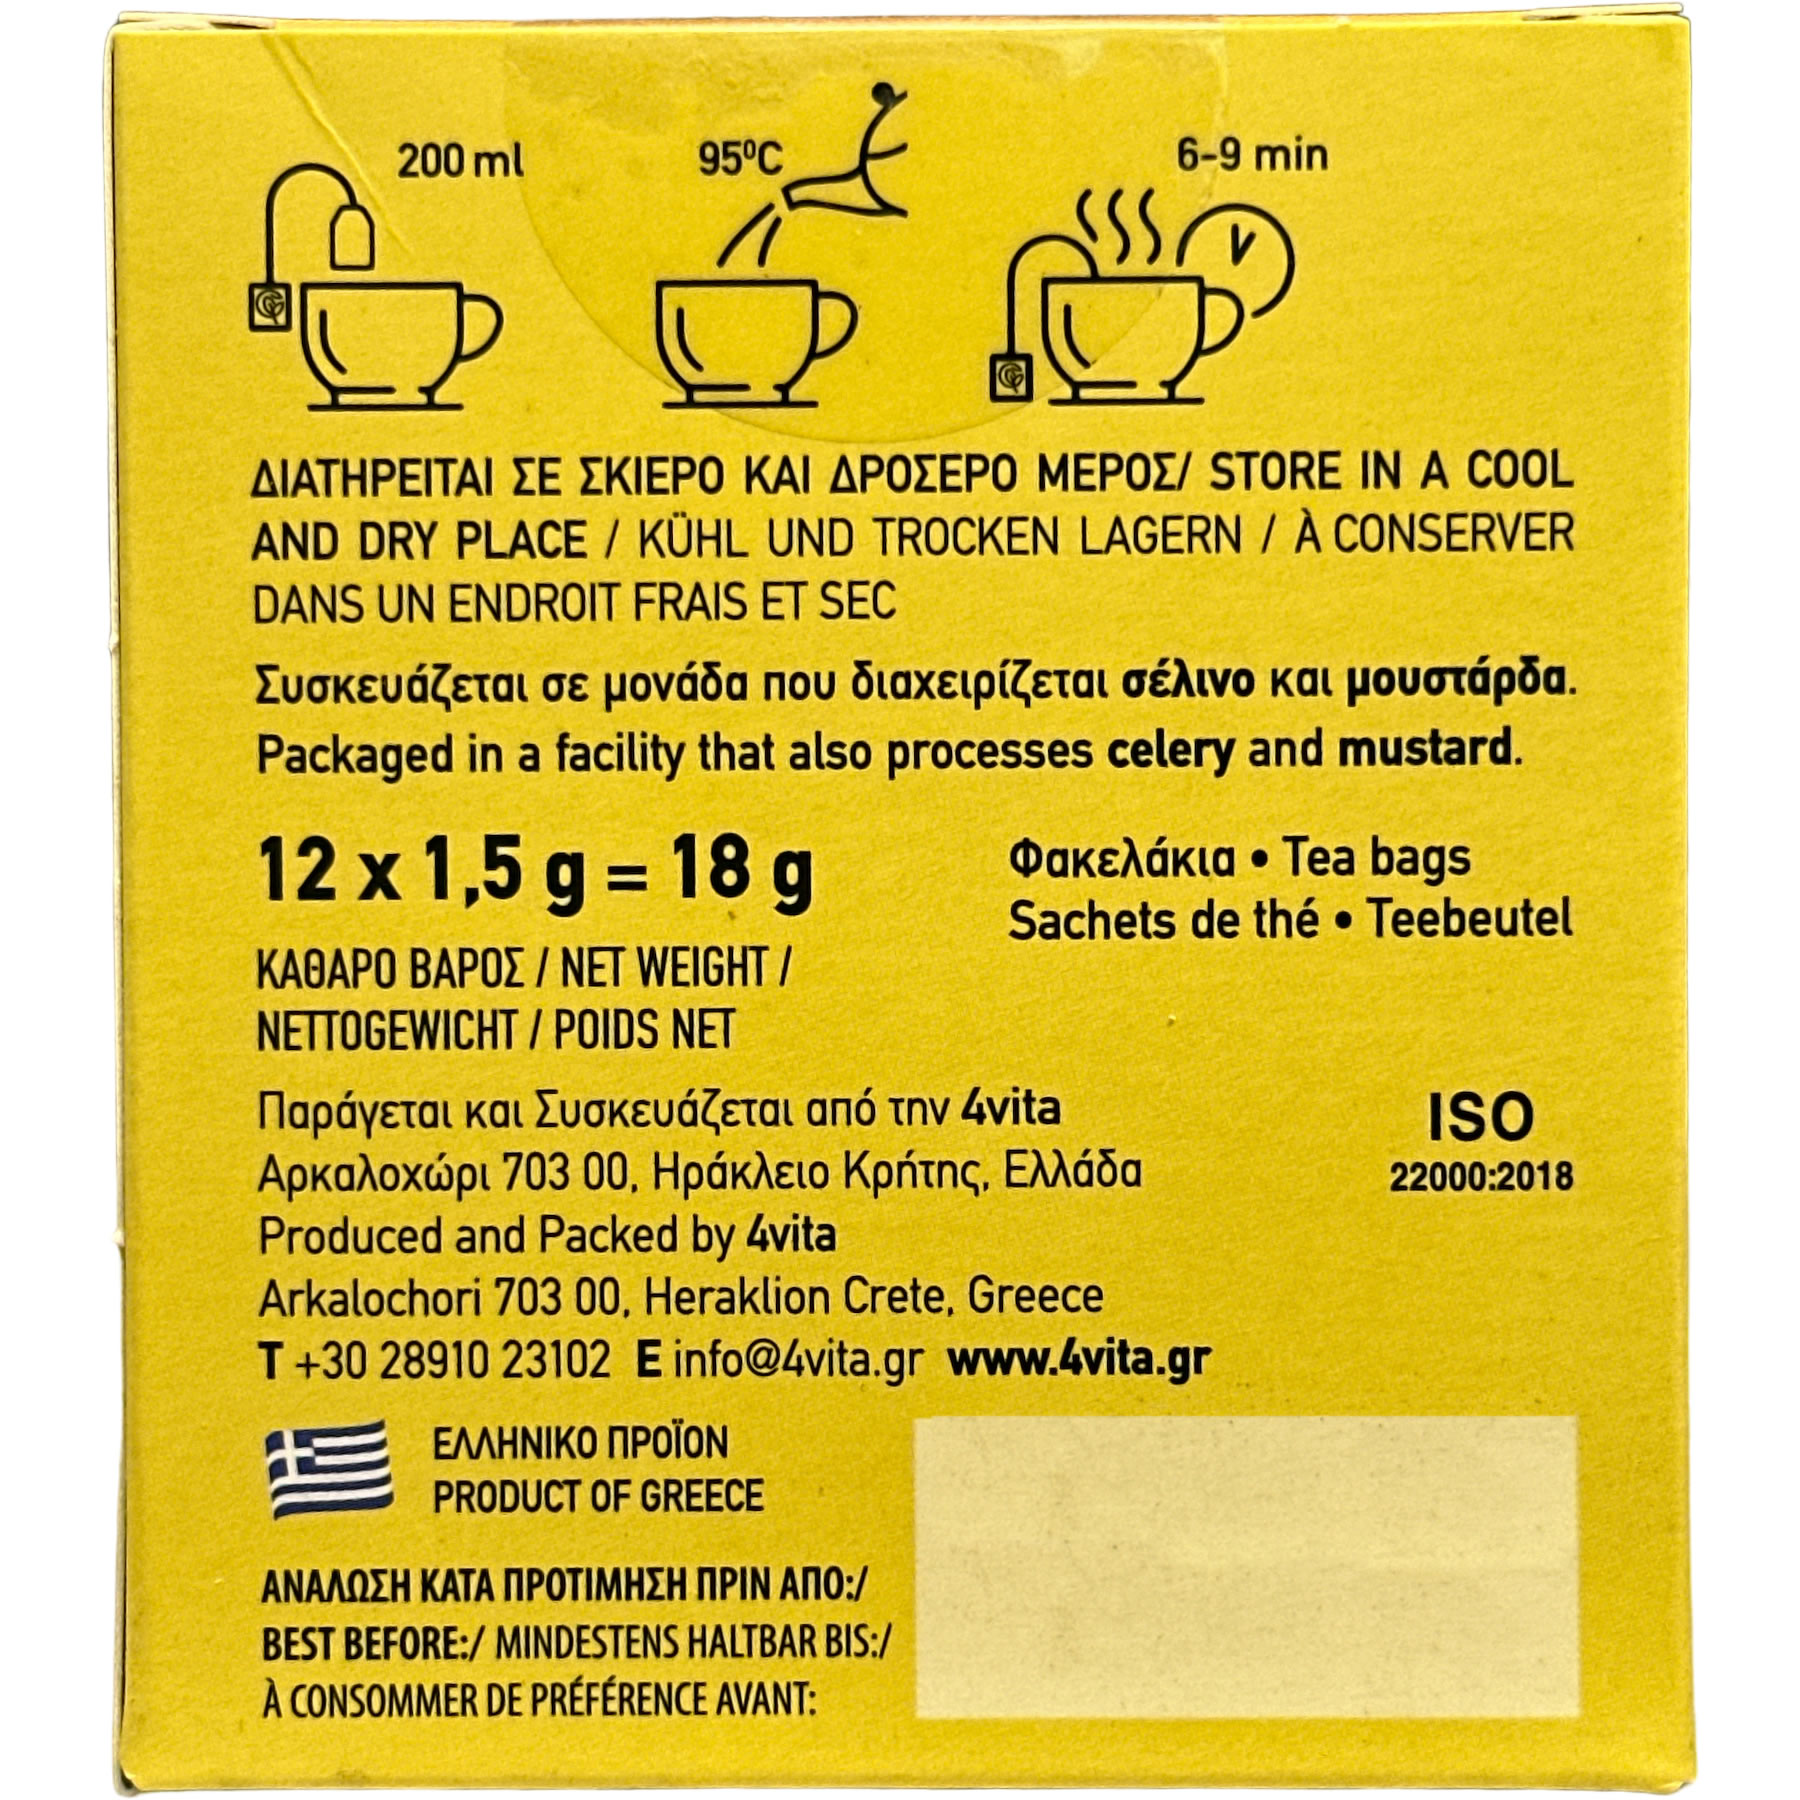 200 ml
95⁰C
6-9 min
ΔΙΑΤΗΡΕΙΤΑΙ ΣΕ ΣΚΙΕΡΟ ΚΑΙ ΔΡΟΣΕΡΟ ΜΕΡΟΣ/ STORE IN A COOL
AND DRY PLACE / KÜHL UND TROCKEN LAGERN / À CONSERVER
DANS UN ENDROIT FRAIS ET SEC
Συσκευάζεται σε μονάδα που διαχειρίζεται σέλινο και μουστάρδα.
Packaged in a facility that also processes celery and mustard.
12 x 1,5 g = 18 g
Φακελάκια • Tea bags
Sachets de thé • Teebeutel
ΚΑΘΑΡΟ ΒΑΡΟΣ / NET WEIGHT /
NETTOGEWICHT / POIDS NET
Παράγεται και Συσκευάζεται από την 4vita
Αρκαλοχώρι 703 00, Ηράκλειο Κρήτης, Ελλάδα
Produced and Packed by 4vita
Arkalochori 703 00, Heraklion Crete, Greece
T +30 28910 23102 E info@4vita.gr www.4vita.gr
ISO
22000:2018
ΕΛΛΗΝΙΚΟ ΠΡΟΪΟΝ
PRODUCT OF GREECE
ΑΝΑΛΩΣΗ ΚΑΤΑ ΠΡΟΤΙΜΗΣΗ ΠΡΙΝ ΑΠΟ:/
BEST BEFORE:/ MINDESTENS HALTBAR BIS:/
À CONSOMMER DE PRÉFÉRENCE AVANT: